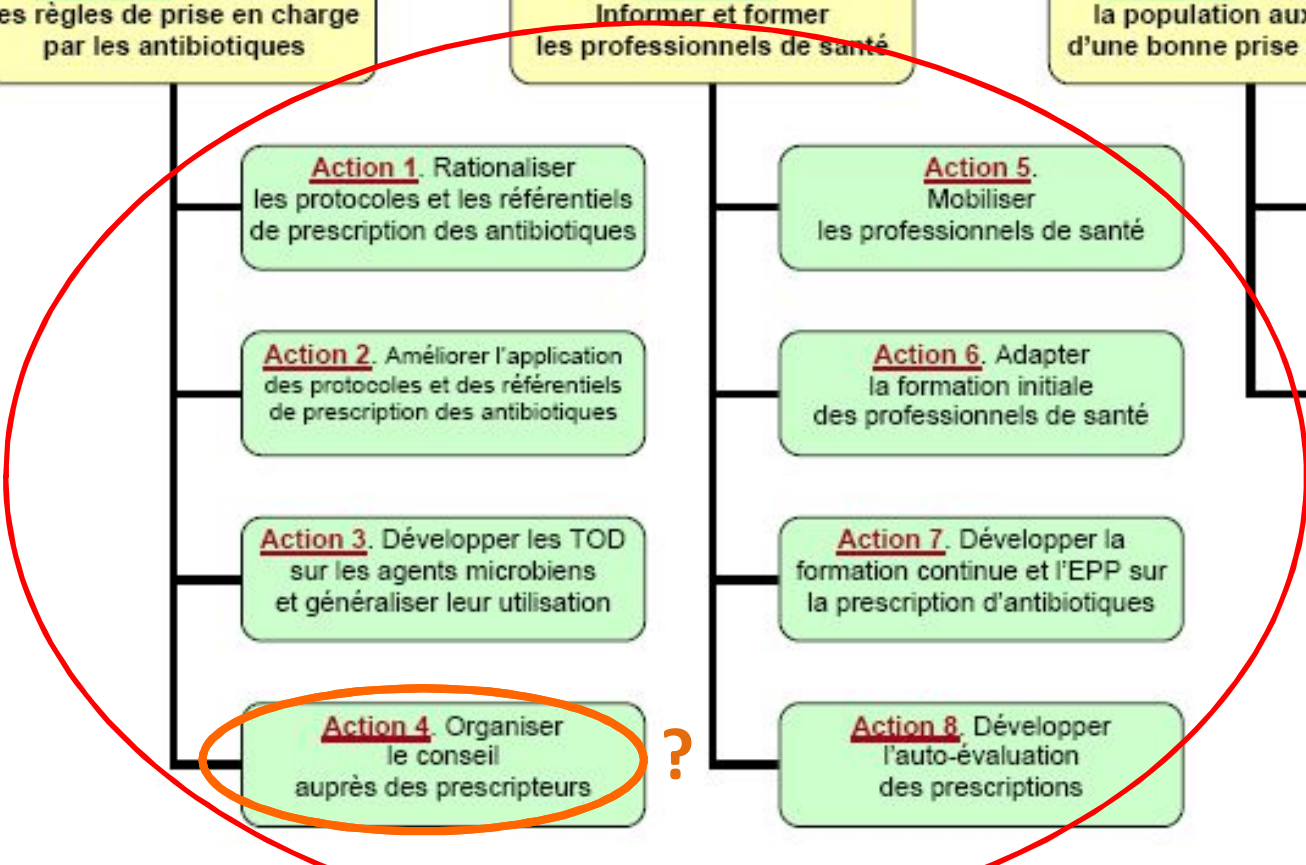 es règles de prise en charge
par les antibiotiques
Informer et former
les professionnels de santé
la population aux
d'une bonne prise
Action 1. Rationaliser
les protocoles et les référentiels
de prescription des antibiotiques
Action 2. Améliorer l'application
des protocoles et des référentiels
de prescription des antibiotiques
Action 3. Développer les TOD
sur les agents microbiens
et généraliser leur utilisation
Action 4. Organiser
le conseil
auprès des prescripteurs
?
Action 5.
Mobiliser
les professionnels de santé
Action 6. Adapter
la formation initiale
des professionnels de santé
Action 7. Développer la
formation continue et l'EPP sur
la prescription d'antibiotiques
Action 8. Développer
l'auto-évaluation
des prescriptions